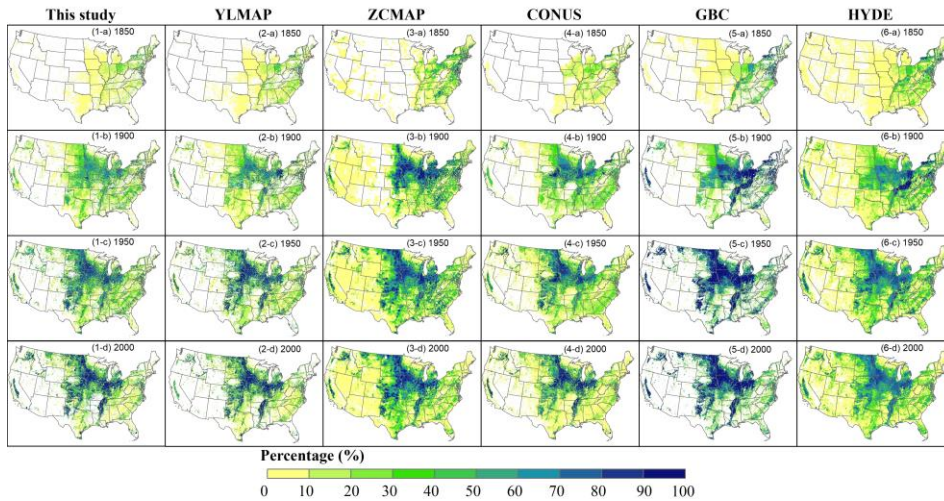 This study YLMAP ZCMAP CONUS GBC HYDE
(1-a) 1850 (2-a) 1850 (3-a) 1850 (4-a) 1850 (5-a) 1850 (6-a) 1850
(1-b) 1900 (2-b) 1900 (3-b) 1900 (4-b) 1900 (5-b) 1900 (6-b) 1900
(1-c) 1950 (2-c) 1950 (3-c) 1950 (4-c) 1950 (5-c) 1950 (6-c) 1950
(1-d) 2000 (2-d) 2000 (3-d) 2000 (4-d) 2000 (5-d) 2000 (6-d) 2000
Percentage (%)
0 10 20 30 40 50 60 70 80 90 100